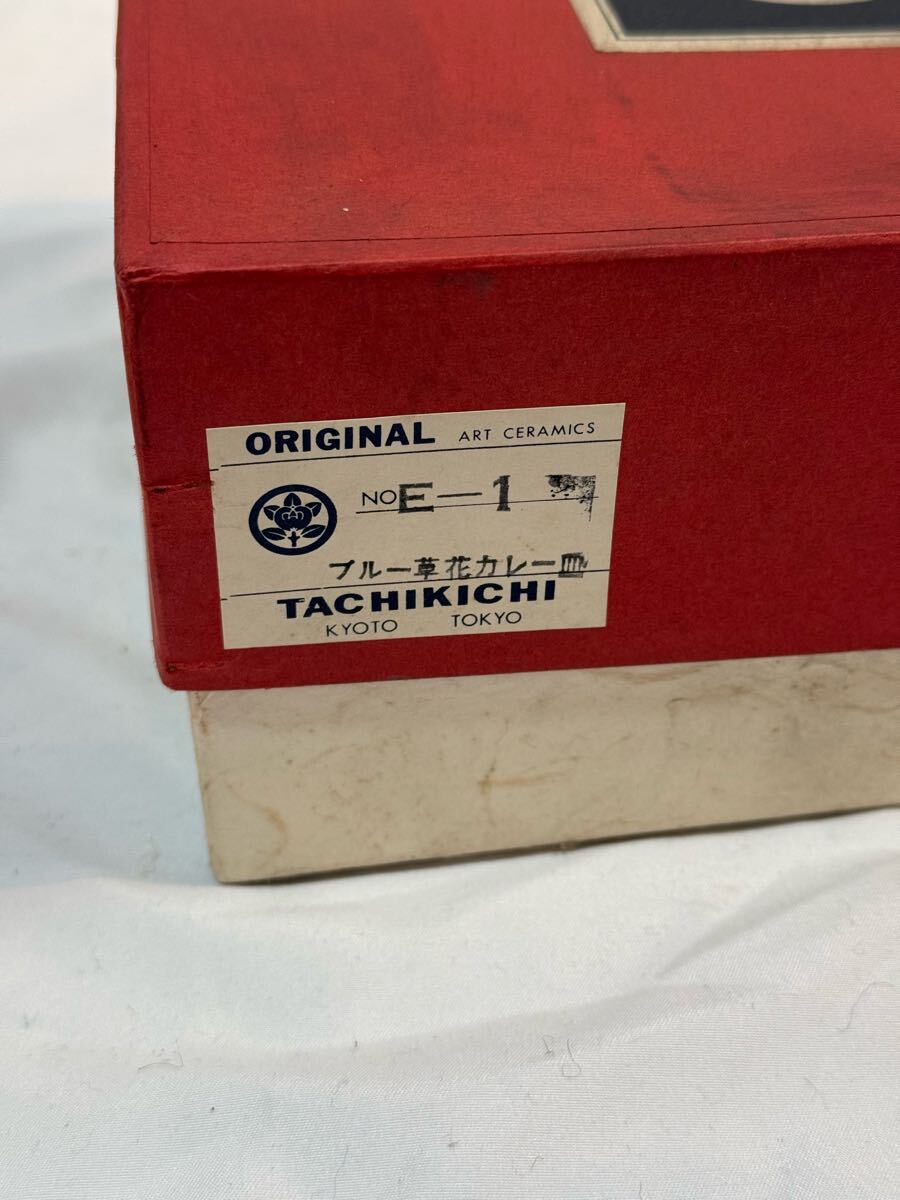 ORIGINAL ART CERAMICS
NO E-1
ブルー草花カレー皿
TACHIKICHI
KYOTO TOKYO